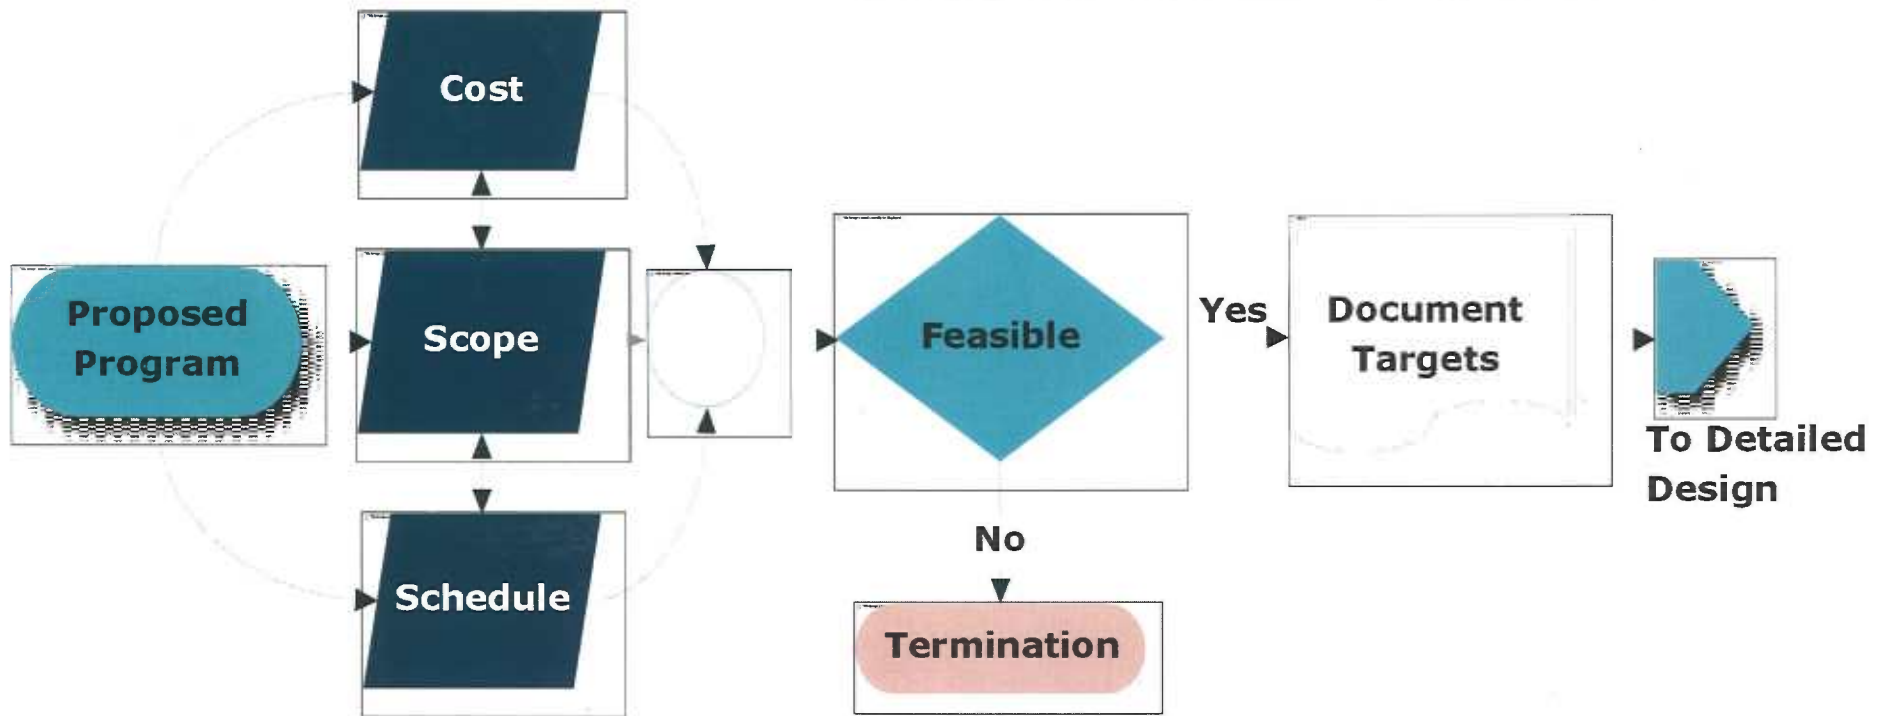 Cost
Proposed
Program
Scope
Feasible
Yes
Document
Targets
To Detailed
Design
No
Schedule
Termination